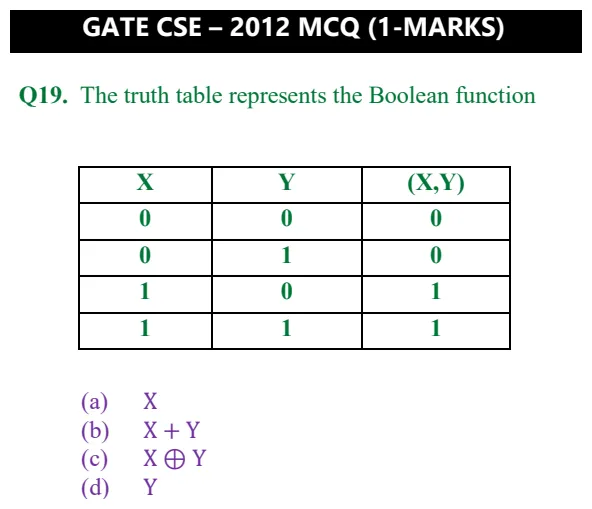 GATE CSE – 2012 MCQ (1-MARKS)
Q19. The truth table represents the Boolean function
X Y (X,Y)
0 0 0
0 1 0
1 0 1
1 1 1
(a) X
(b) X + Y
(c) X ⊕ Y
(d) Y